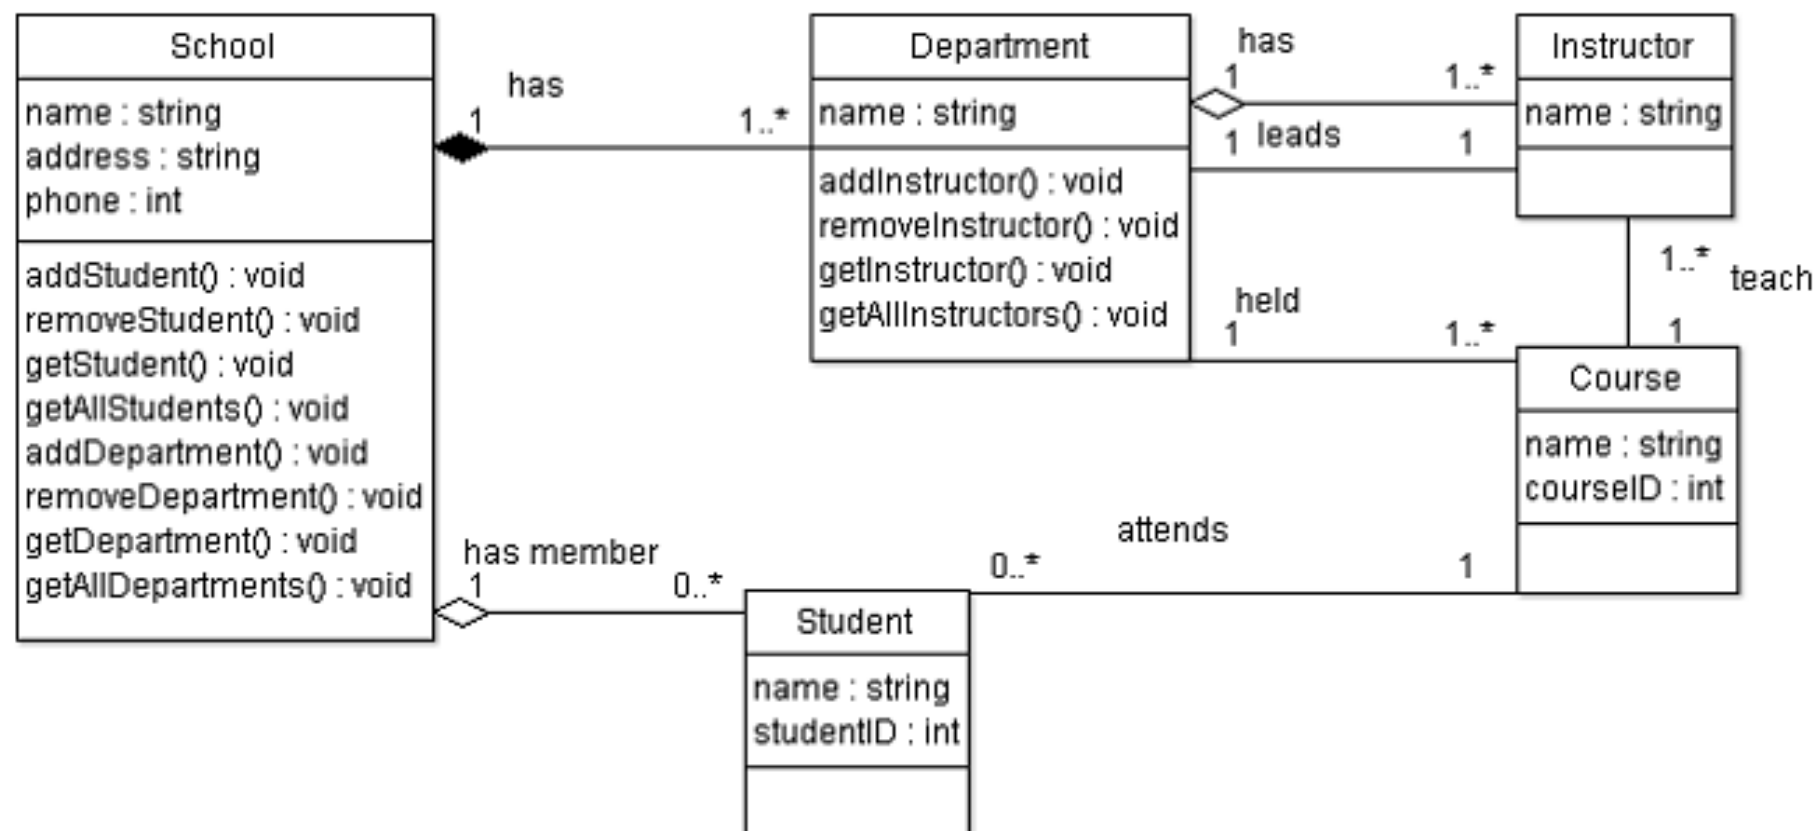 School
name : string
address : string
phone : int
addStudent() : void
removeStudent() : void
getStudent() : void
getAllStudents() : void
addDepartment() : void
removeDepartment() : void
getDepartment() : void
getAllDepartments() : void
has
1
1..*
Department
name : string
addInstructor() : void
removeInstructor() : void
getInstructor() : void
getAllInstructors() : void
has
1
1..*
1
leads
1
Instructor
name : string
1..*
teach
1
held
1
1..*
Course
name : string
courseID : int
attends
0..*
1
has member
1
0..*
Student
name : string
studentID : int